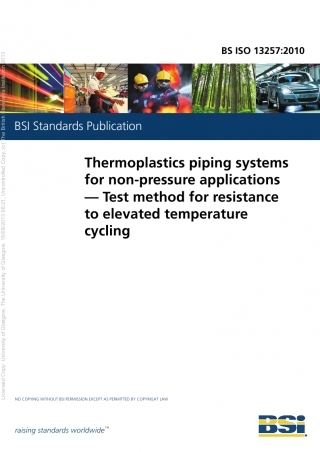 BS ISO 13257:2010
BSI Standards Publication
Thermoplastics piping systems
for non-pressure applications
— Test method for resistance
to elevated temperature
cycling
NO COPYING WITHOUT BSI PERMISSION EXCEPT AS PERMITTED BY COPYRIGHT LAW
raising standards worldwide™
BSi